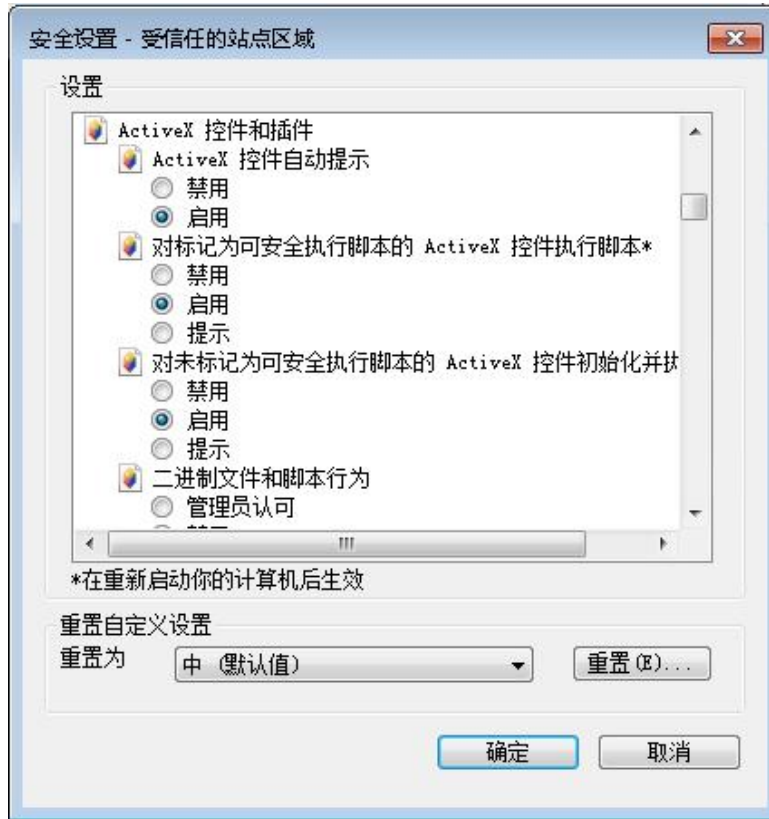 安全设置 - 受信任的站点区域
设置
ActiveX 控件和插件
ActiveX 控件自动提示
禁用
启用
对标记为可安全执行脚本的 ActiveX 控件执行脚本*
禁用
启用
提示
对未标记为可安全执行脚本的 ActiveX 控件初始化并执
禁用
启用
提示
二进制文件和脚本行为
管理员认可
*在重新启动你的计算机后生效
重置自定义设置
重置为
中 (默认值)
重置(E)...
确定
取消